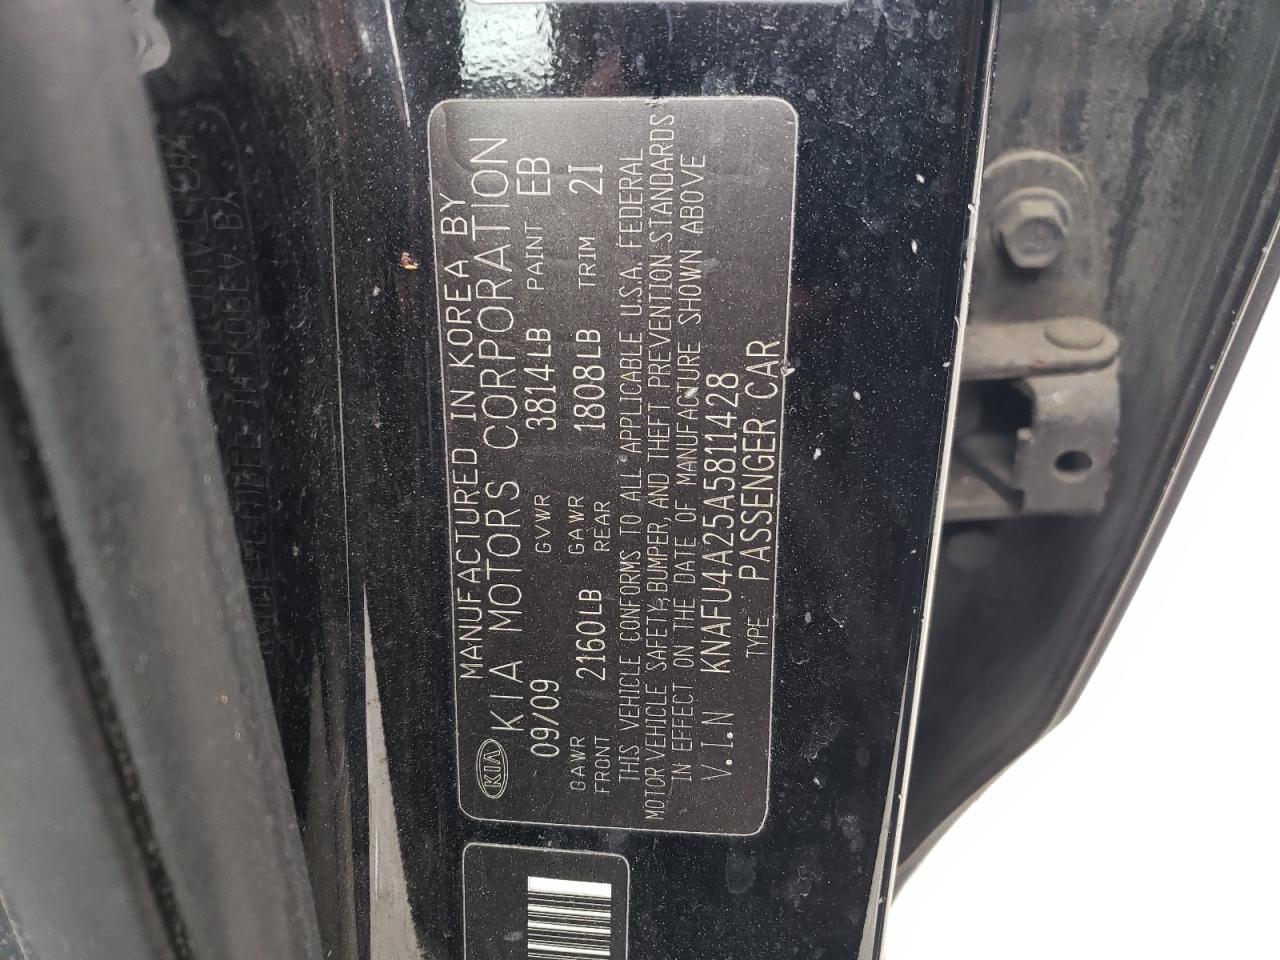 MANUFACTURED IN KOREA BY
KIA KIA MOTORS CORPORATION
09/09 GVWR 3814LB PAINT EB
GAWR FRONT 2160LB GAWR REAR 1808LB TRIM 2I
THIS VEHICLE CONFORMS TO ALL APPLICABLE U.S.A. FEDERAL
MOTOR VEHICLE SAFETY, BUMPER, AND THEFT PREVENTION STANDARDS
IN EFFECT ON THE DATE OF MANUFACTURE SHOWN ABOVE
V.I.N KNAFU4A25A5811428
TYPE PASSENGER CAR